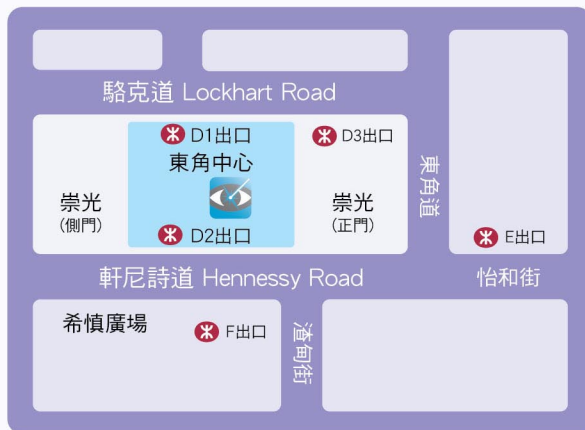 駱克道 Lockhart Road
D1出口
D3出口
東角中心
東角道
崇光
(側門)
崇光
(正門)
D2出口
E出口
軒尼詩道 Hennessy Road
怡和街
希慎廣場
F出口
渣甸街